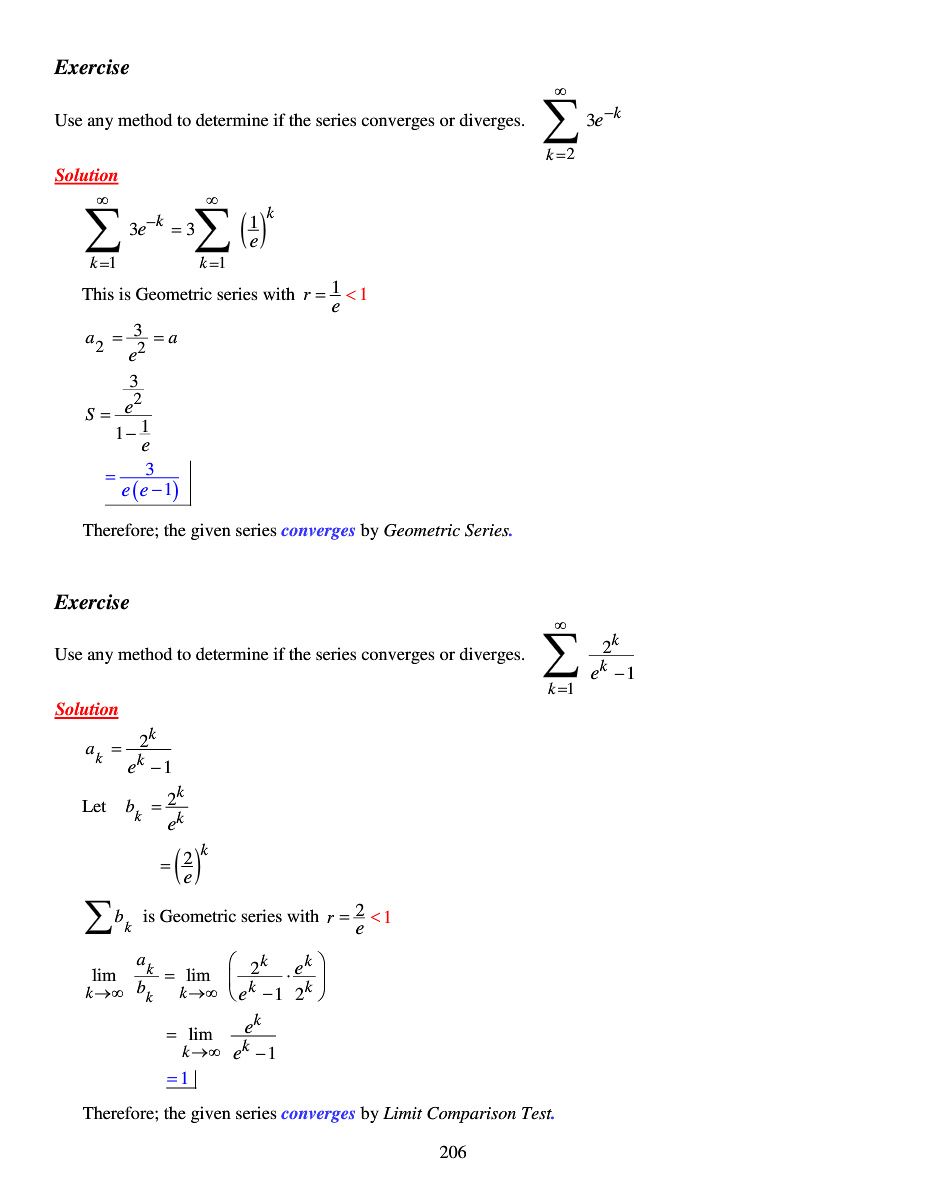 Exercise
Use any method to determine if the series converges or diverges. $\sum_{k=2}^{\infty} 3e^{-k}$
Solution
$\sum_{k=1}^{\infty} 3e^{-k} = 3\sum_{k=1}^{\infty} \left(\frac{1}{e}\right)^k$
This is Geometric series with $r = \frac{1}{e} < 1$
$a_2 = \frac{3}{e^2} = a$
$S = \frac{\frac{3}{e^2}}{1 - \frac{1}{e}}$
$= \frac{3}{e(e-1)}$
Therefore; the given series converges by Geometric Series.
Exercise
Use any method to determine if the series converges or diverges. $\sum_{k=1}^{\infty} \frac{2^k}{e^k - 1}$
Solution
$a_k = \frac{2^k}{e^k - 1}$
Let $b_k = \frac{2^k}{e^k}$
$= \left(\frac{2}{e}\right)^k$
$\sum b_k$ is Geometric series with $r = \frac{2}{e} < 1$
$\lim_{k \to \infty} \frac{a_k}{b_k} = \lim_{k \to \infty} \left(\frac{2^k}{e^k - 1} \cdot \frac{e^k}{2^k}\right)$
$= \lim_{k \to \infty} \frac{e^k}{e^k - 1}$
$= 1$
Therefore; the given series converges by Limit Comparison Test.
206